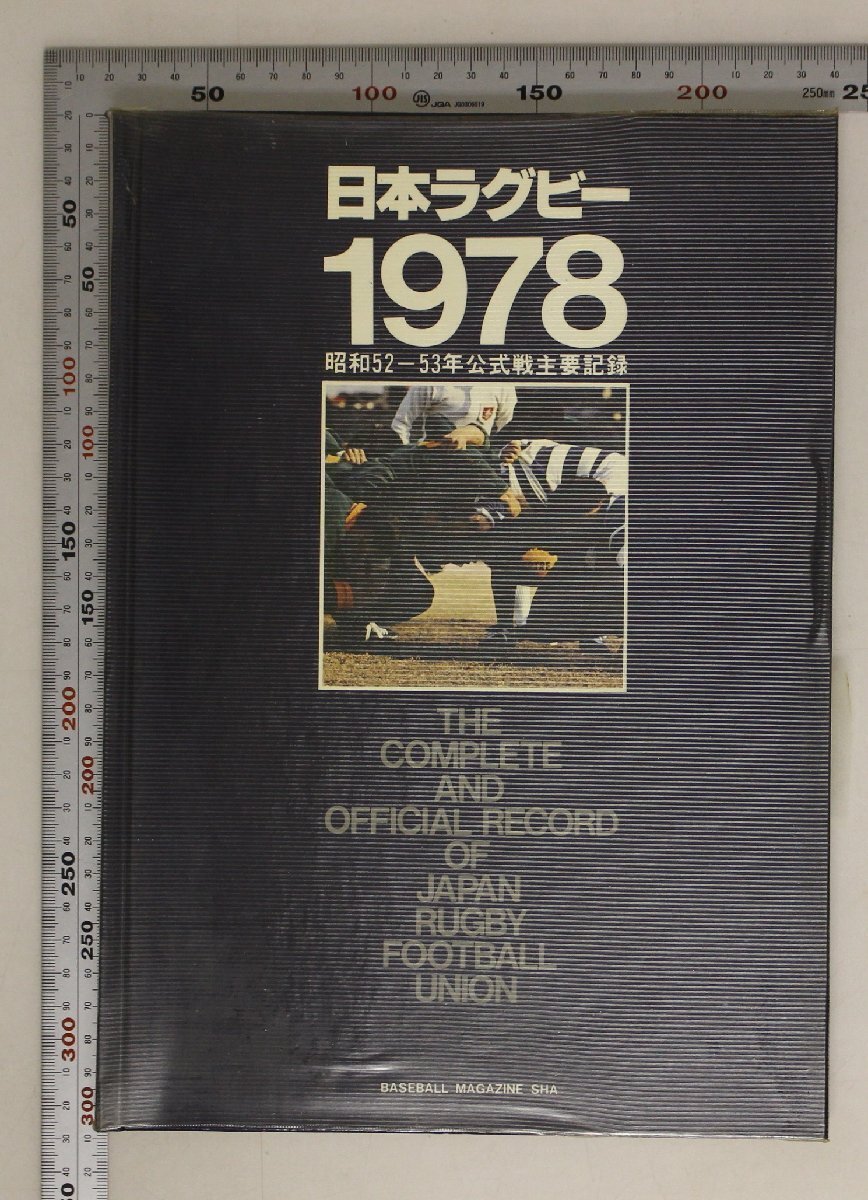 日本ラグビー
1978
昭和52－53年公式戦主要記録
THE
COMPLETE
AND
OFFICIAL RECORD
OF
JAPAN
RUGBY
FOOTBALL
UNION
BASEBALL MAGAZINE SHA